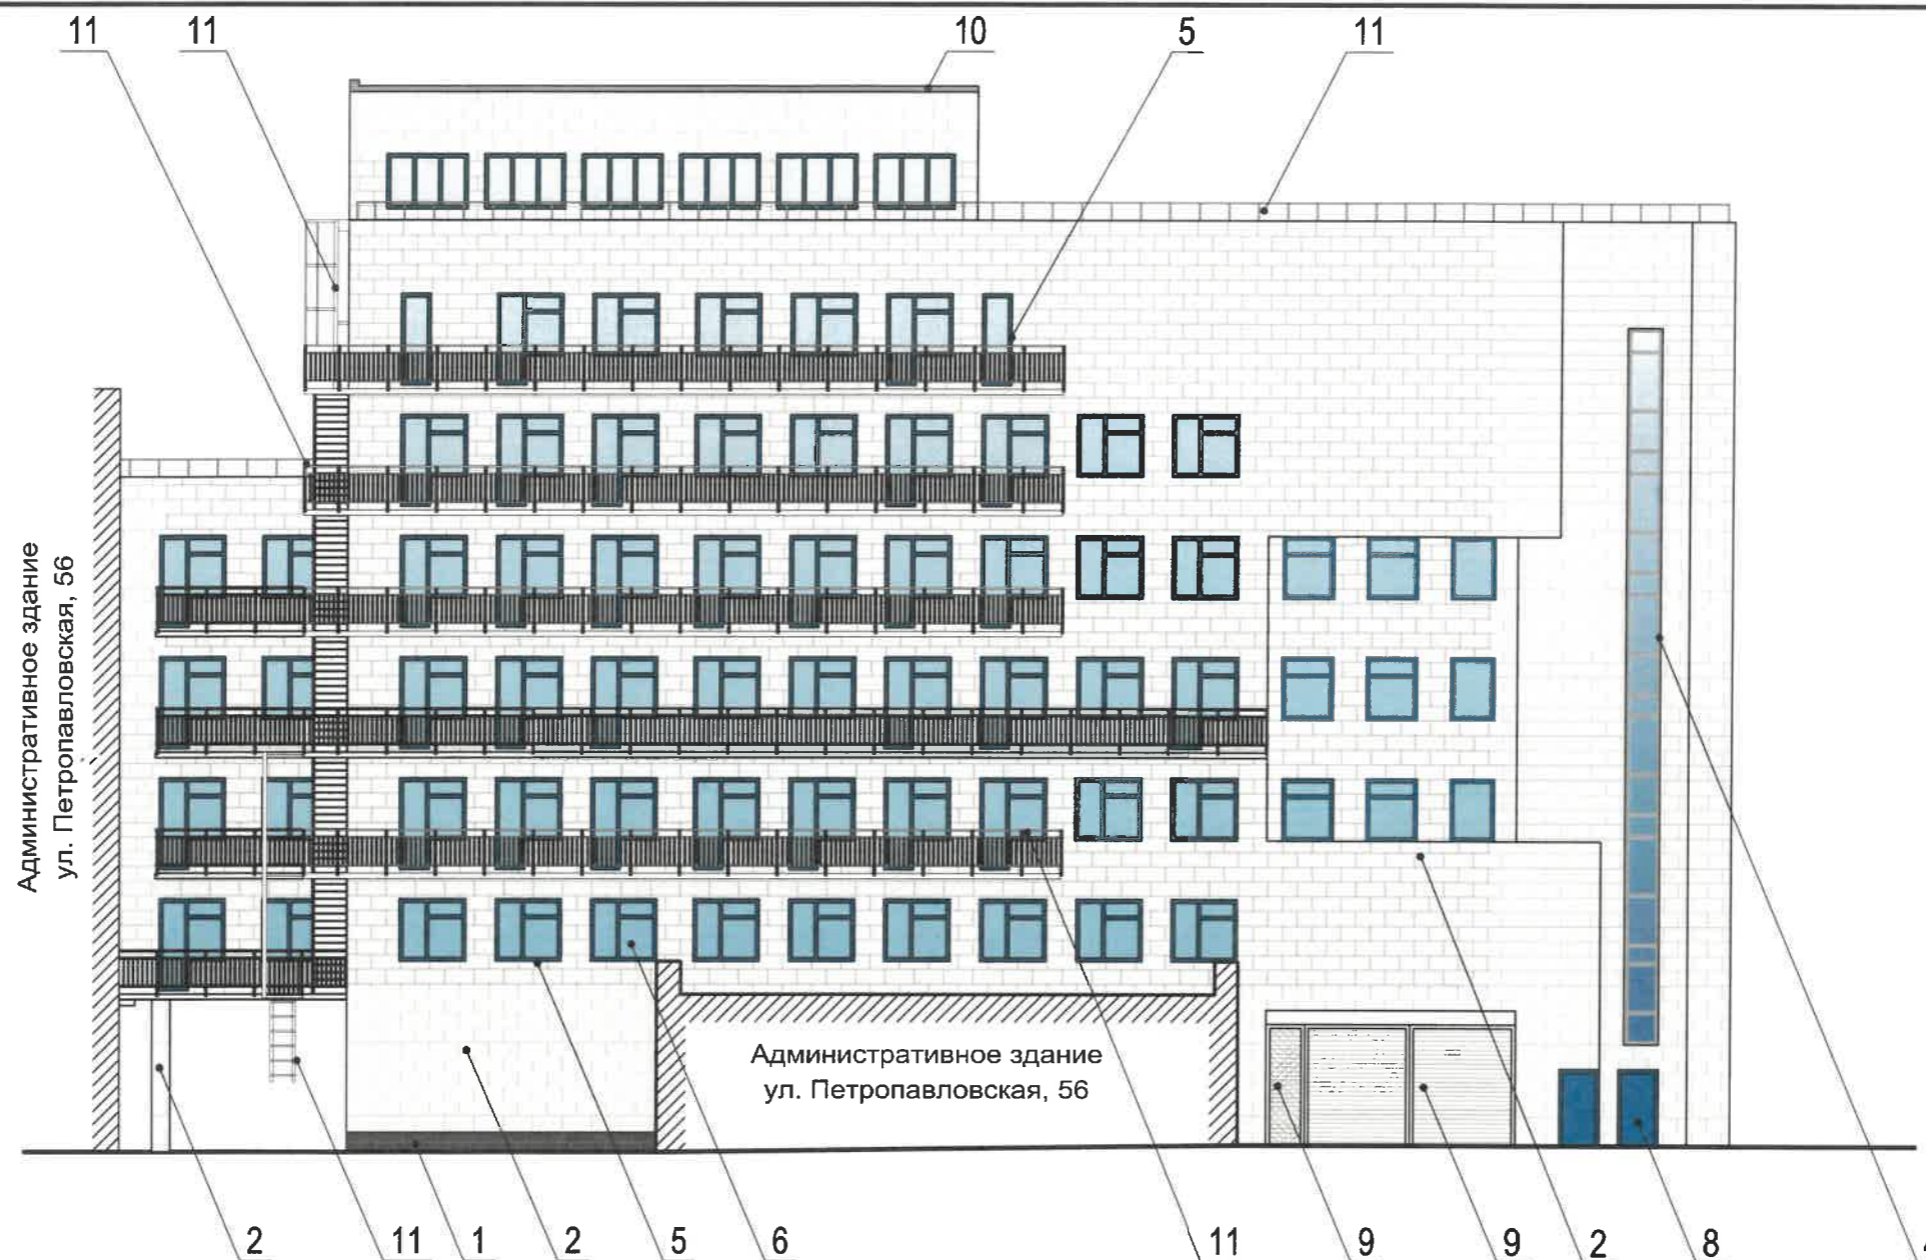 11 11 10 5 11
Административное здание
ул. Петропавловская, 56
Административное здание
ул. Петропавловская, 56
2 11 1 2 5 6 11 9 9 2 8